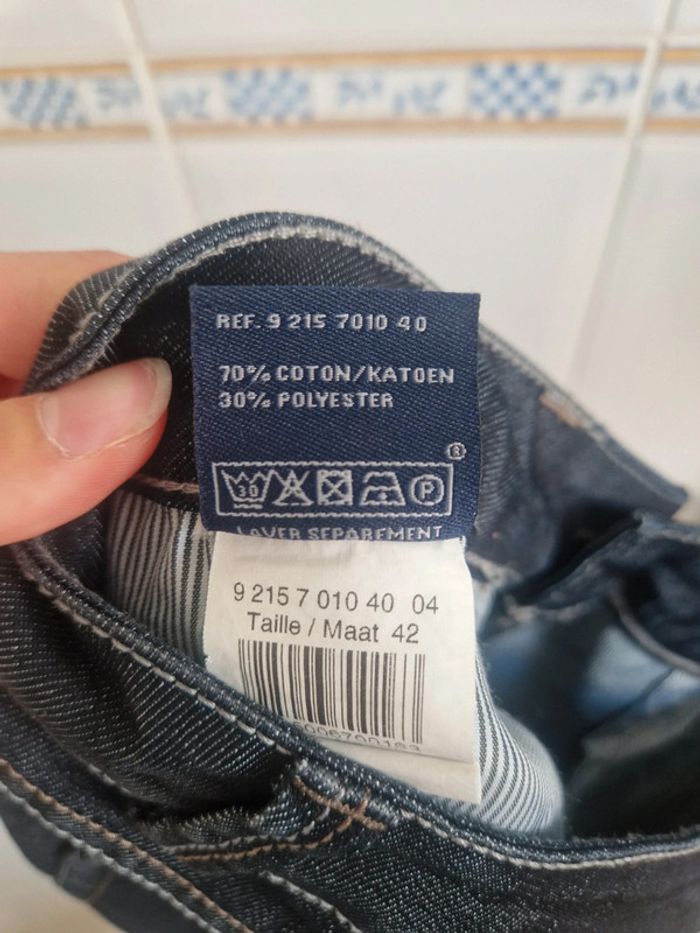 REF. 9 215 7010 40
70% COTON/KATOEN
30% POLYESTER
®
30 P
LAVER SEPAREMENT
9 215 7 010 40 04
Taille / Maat 42